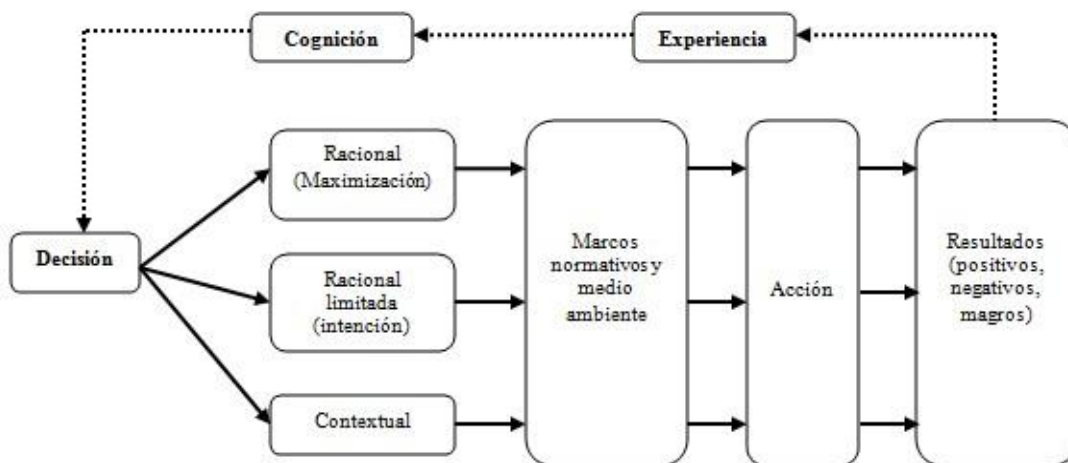 Cognición
Experiencia
Decisión
Racional
(Maximización)
Racional
limitada
(intención)
Contextual
Marcos
normativos y
medio
ambiente
Acción
Resultados
(positivos,
negativos,
magros)